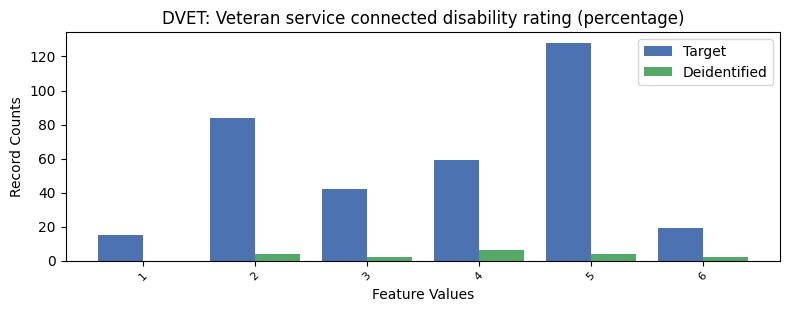 DVET: Veteran service connected disability rating (percentage)
Target
Deidentified
Record Counts
120
100
80
60
40
20
0
1 2 3 4 5 6
Feature Values